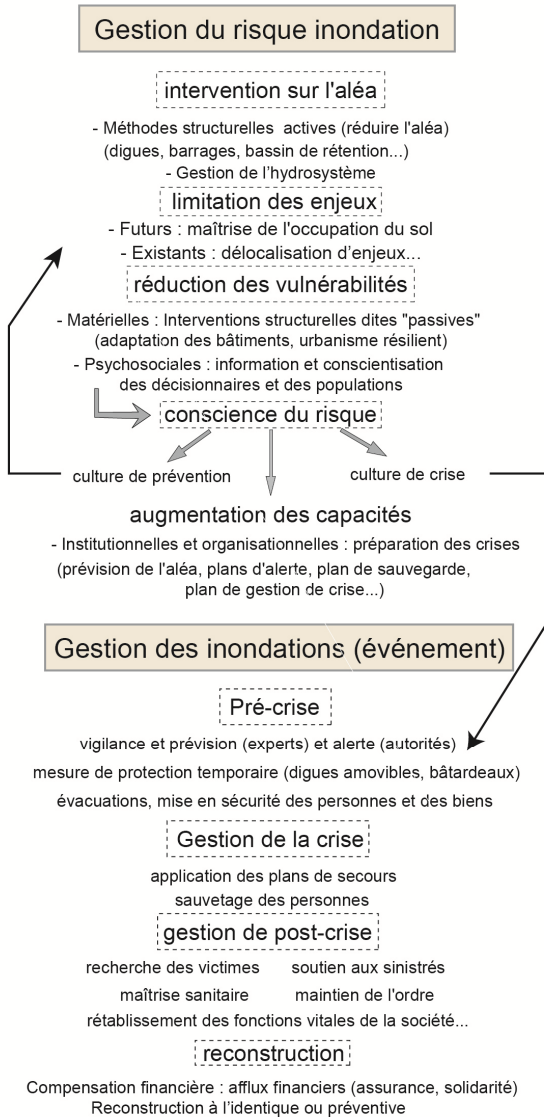 Gestion du risque inondation
intervention sur l'aléa
- Méthodes structurelles actives (réduire l'aléa)
(digues, barrages, bassin de rétention...)
- Gestion de l'hydrosystème
limitation des enjeux
- Futurs : maîtrise de l'occupation du sol
- Existants : délocalisation d'enjeux...
réduction des vulnérabilités
- Matérielles : Interventions structurelles dites "passives"
(adaptation des bâtiments, urbanisme résilient)
- Psychosociales : information et conscientisation
des décisionnaires et des populations
conscience du risque
culture de prévention
culture de crise
augmentation des capacités
- Institutionnelles et organisationnelles : préparation des crises
(prévision de l'aléa, plans d'alerte, plan de sauvegarde,
plan de gestion de crise...)
Gestion des inondations (événement)
Pré-crise
vigilance et prévision (experts) et alerte (autorités)
mesure de protection temporaire (digues amovibles, bâtardeaux)
évacuations, mise en sécurité des personnes et des biens
Gestion de la crise
application des plans de secours
sauvetage des personnes
gestion de post-crise
recherche des victimes soutien aux sinistrés
maîtrise sanitaire maintien de l'ordre
rétablissement des fonctions vitales de la société...
reconstruction
Compensation financière : afflux financiers (assurance, solidarité)
Reconstruction à l'identique ou préventive